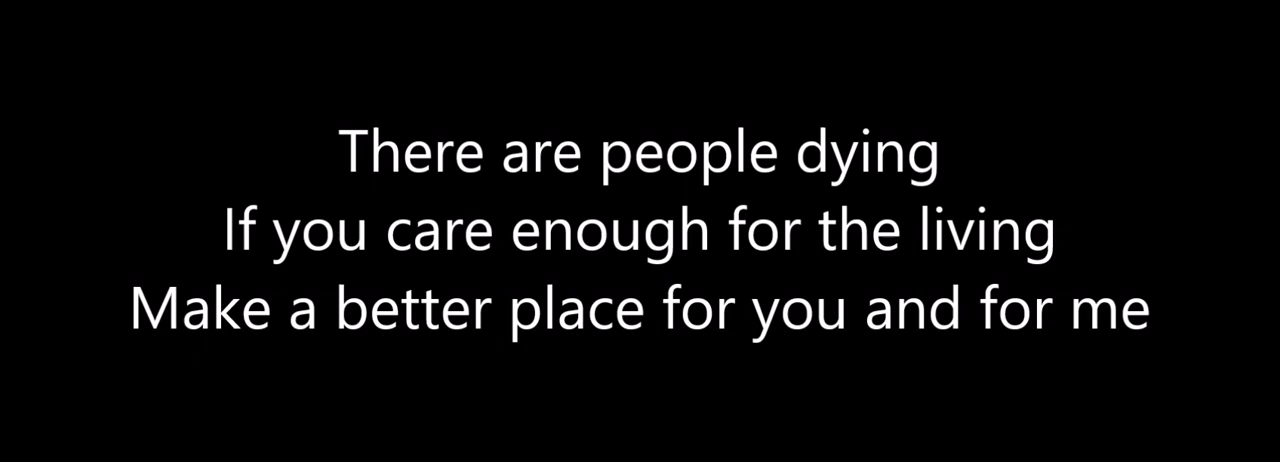 There are people dying
If you care enough for the living
Make a better place for you and for me